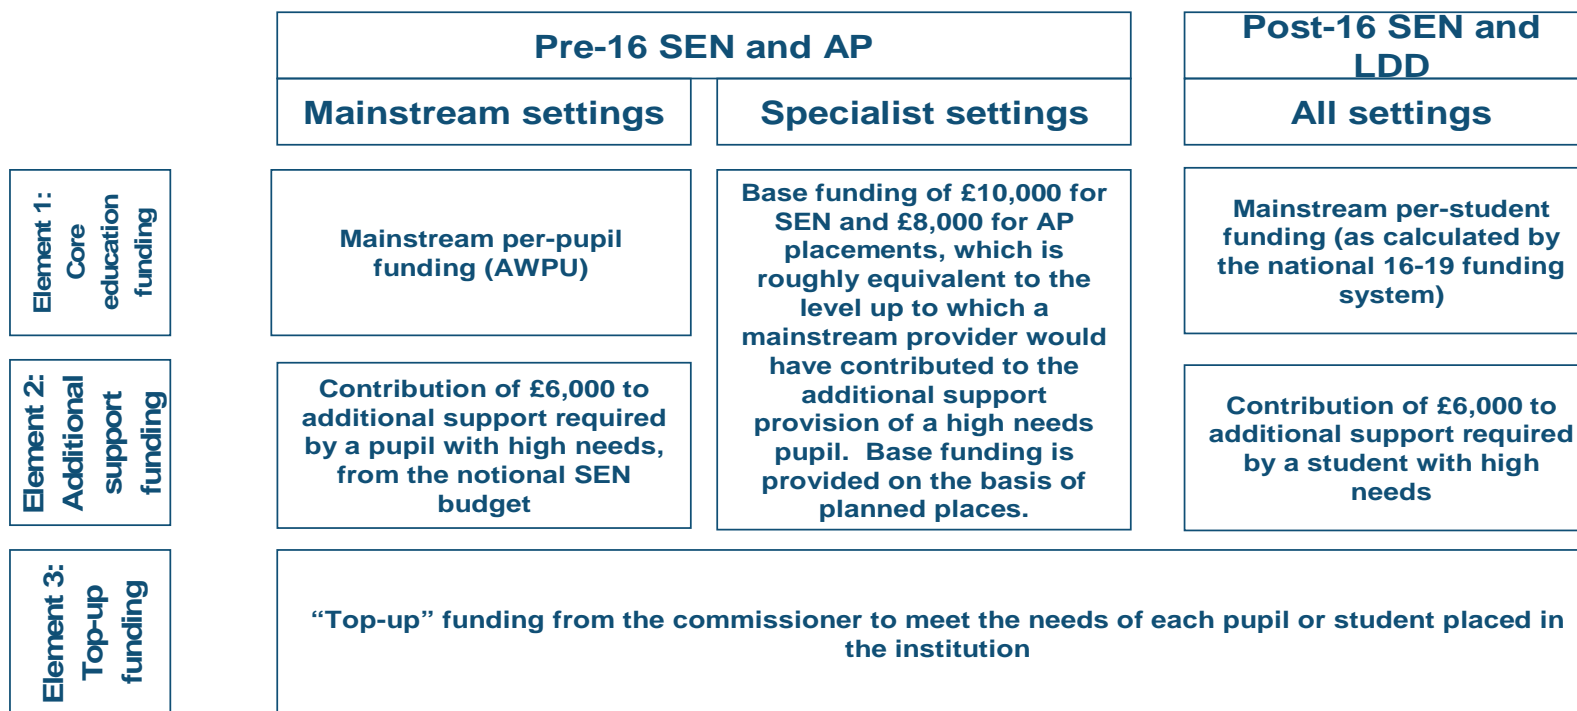 Pre-16 SEN and AP
Post-16 SEN and
LDD
Mainstream settings
Specialist settings
All settings
Element 1:
Core
education
funding
Mainstream per-pupil
funding (AWPU)
Base funding of £10,000 for
SEN and £8,000 for AP
placements, which is
roughly equivalent to the
level up to which a
mainstream provider would
have contributed to the
additional support
provision of a high needs
pupil.  Base funding is
provided on the basis of
planned places.
Mainstream per-student
funding (as calculated by
the national 16-19 funding
system)
Element 2:
Additional
support
funding
Contribution of £6,000 to
additional support required
by a pupil with high needs,
from the notional SEN
budget
Contribution of £6,000 to
additional support required
by a student with high
needs
Element 3:
Top-up
funding
“Top-up” funding from the commissioner to meet the needs of each pupil or student placed in
the institution